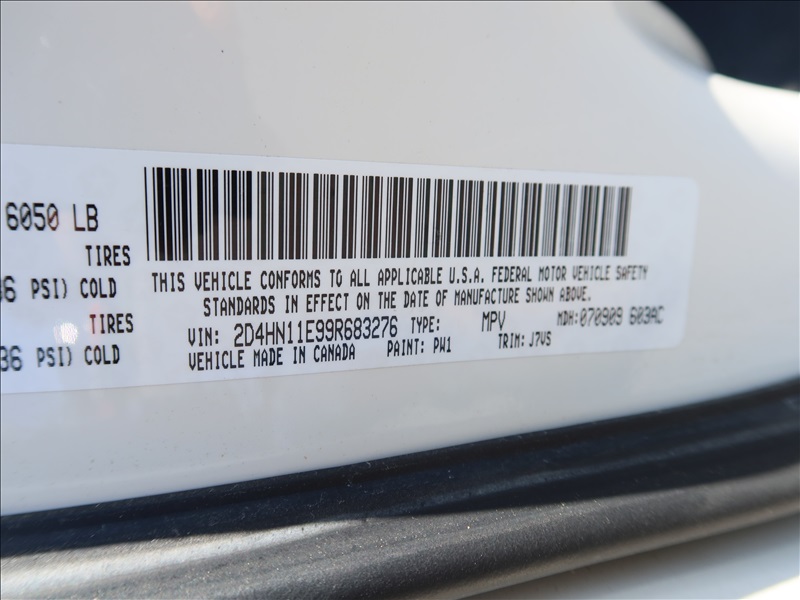 6050 LB
TIRES
36 PSI) COLD
TIRES
36 PSI) COLD
THIS VEHICLE CONFORMS TO ALL APPLICABLE U.S.A. FEDERAL MOTOR VEHICLE SAFETY
STANDARDS IN EFFECT ON THE DATE OF MANUFACTURE SHOWN ABOVE.
VIN: 2D4HN11E99R683276 TYPE: MPV MDH:070909 603AC
VEHICLE MADE IN CANADA PAINT: PW1 TRIM: J7VS